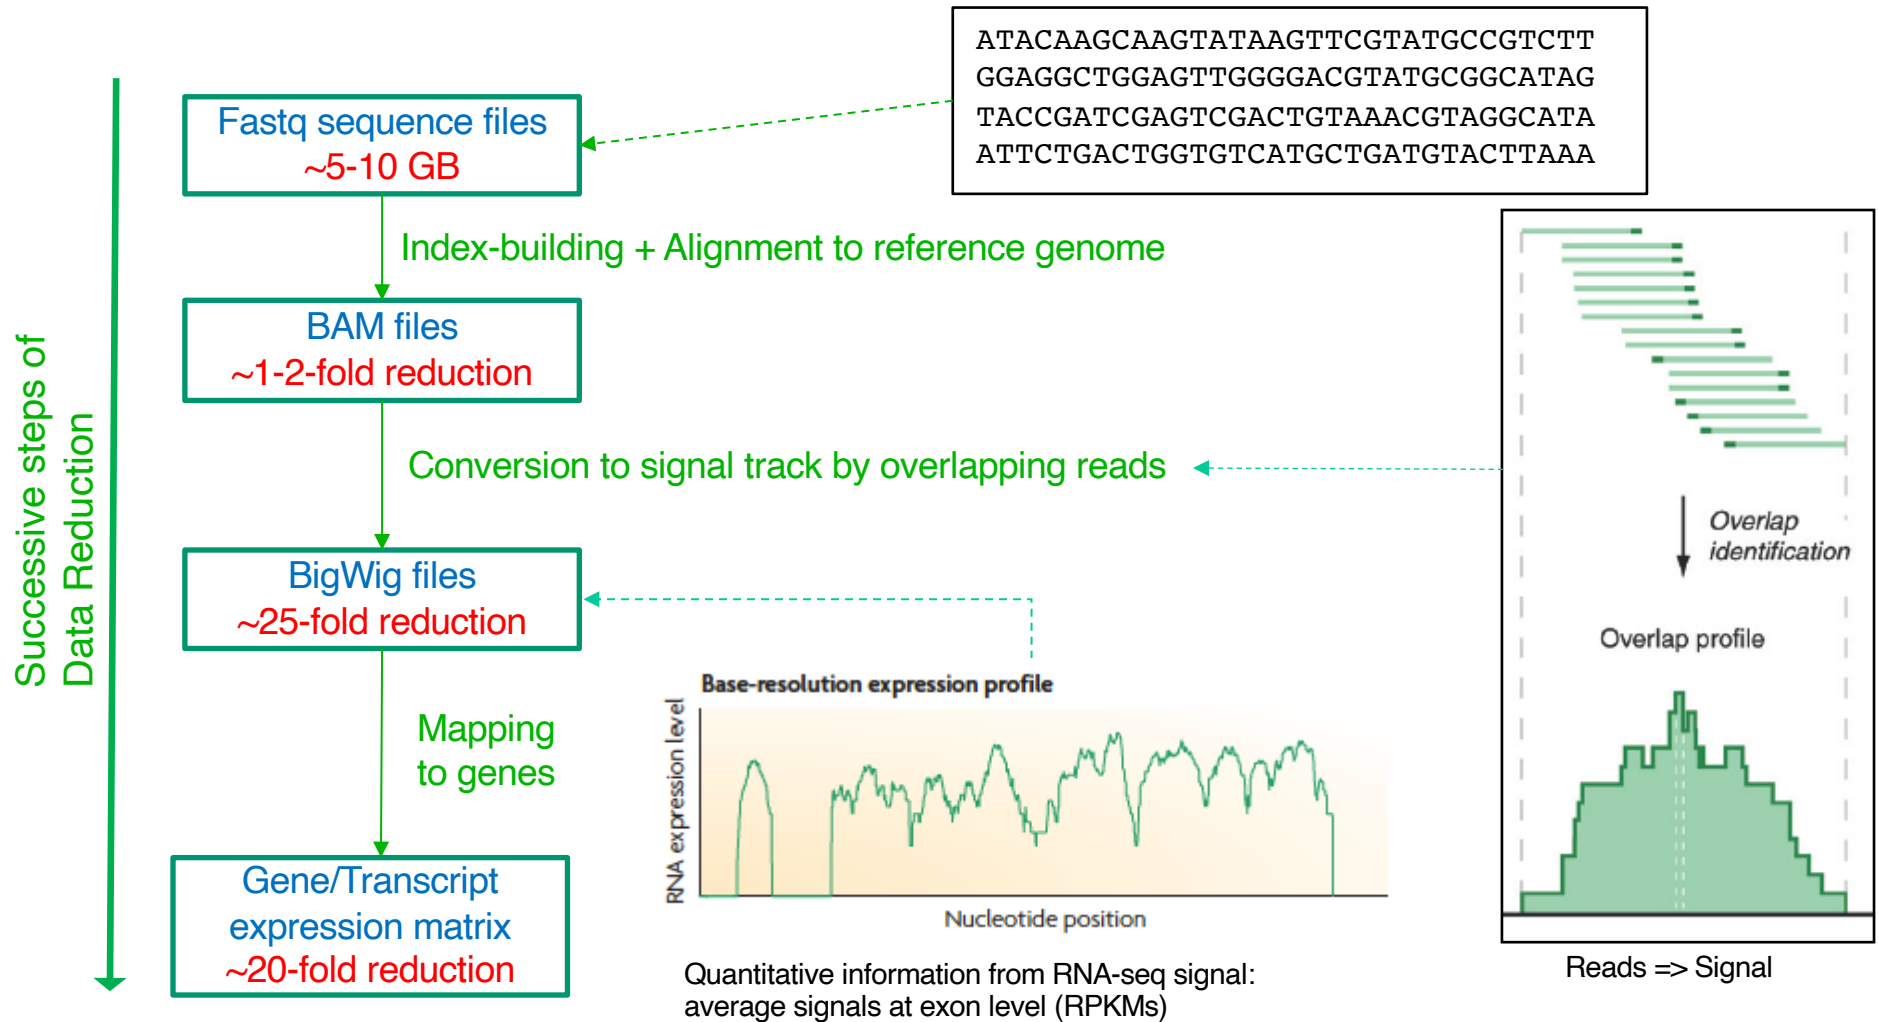 ATACAAGCAAGTATAAGTTCGTATGCCGTCTT
GGAGGCTGGAGTTGGGGACGTATGCGGCATAG
TACCGATCGAGTCGACTGTAAACGTAGGCATA
ATTCTGACTGGTGTCATGCTGATGTACTTAAA
Successive steps of
Data Reduction
Fastq sequence files
~5-10 GB
Index-building + Alignment to reference genome
BAM files
~1-2-fold reduction
Conversion to signal track by overlapping reads
BigWig files
~25-fold reduction
Mapping
to genes
Gene/Transcript
expression matrix
~20-fold reduction
Base-resolution expression profile
RNA expression level
Nucleotide position
Quantitative information from RNA-seq signal:
average signals at exon level (RPKMs)
Overlap
identification
Overlap profile
Reads => Signal